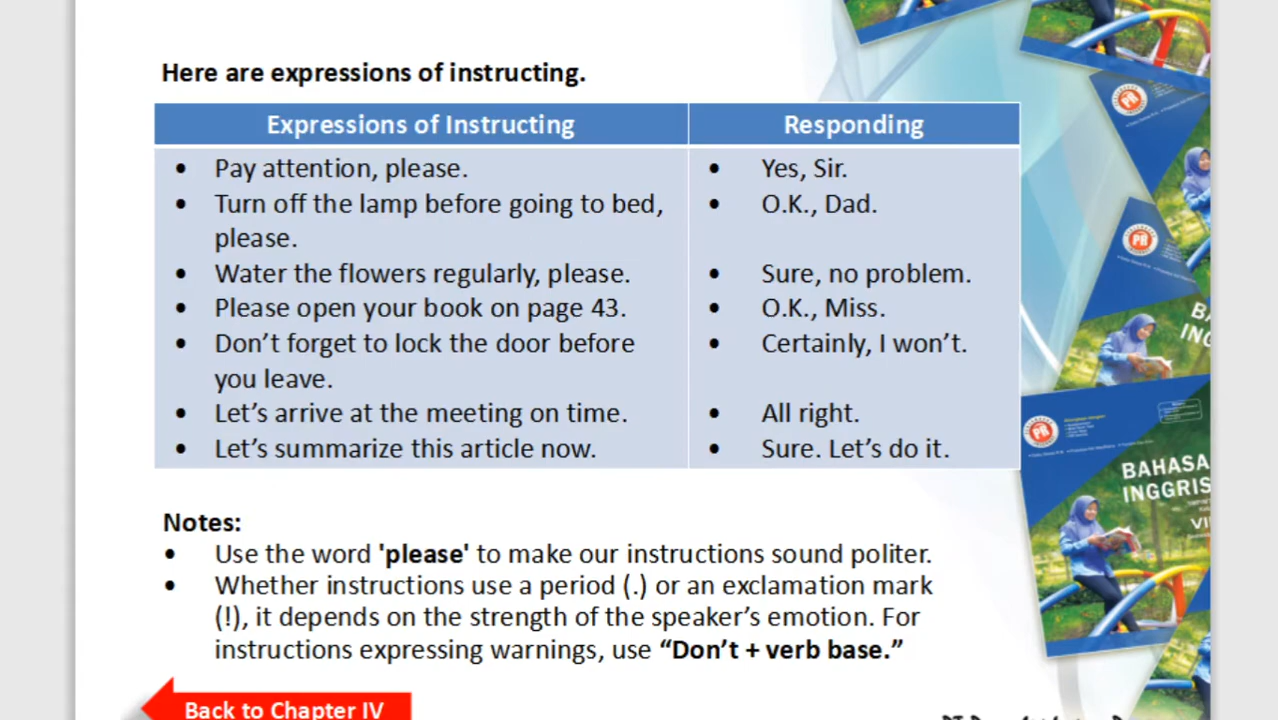 Here are expressions of instructing.
Expressions of Instructing
Responding
• Pay attention, please.
• Yes, Sir.
• Turn off the lamp before going to bed,
please.
• O.K., Dad.
• Water the flowers regularly, please.
• Sure, no problem.
• Please open your book on page 43.
• O.K., Miss.
• Don’t forget to lock the door before
you leave.
• Certainly, I won’t.
• Let’s arrive at the meeting on time.
• All right.
• Let’s summarize this article now.
• Sure. Let’s do it.
Notes:
• Use the word 'please' to make our instructions sound politer.
• Whether instructions use a period (.) or an exclamation mark
(!), it depends on the strength of the speaker’s emotion. For
instructions expressing warnings, use “Don’t + verb base.”
Back to Chapter IV
PR
PR
PR
BAHASA
INGGRIS